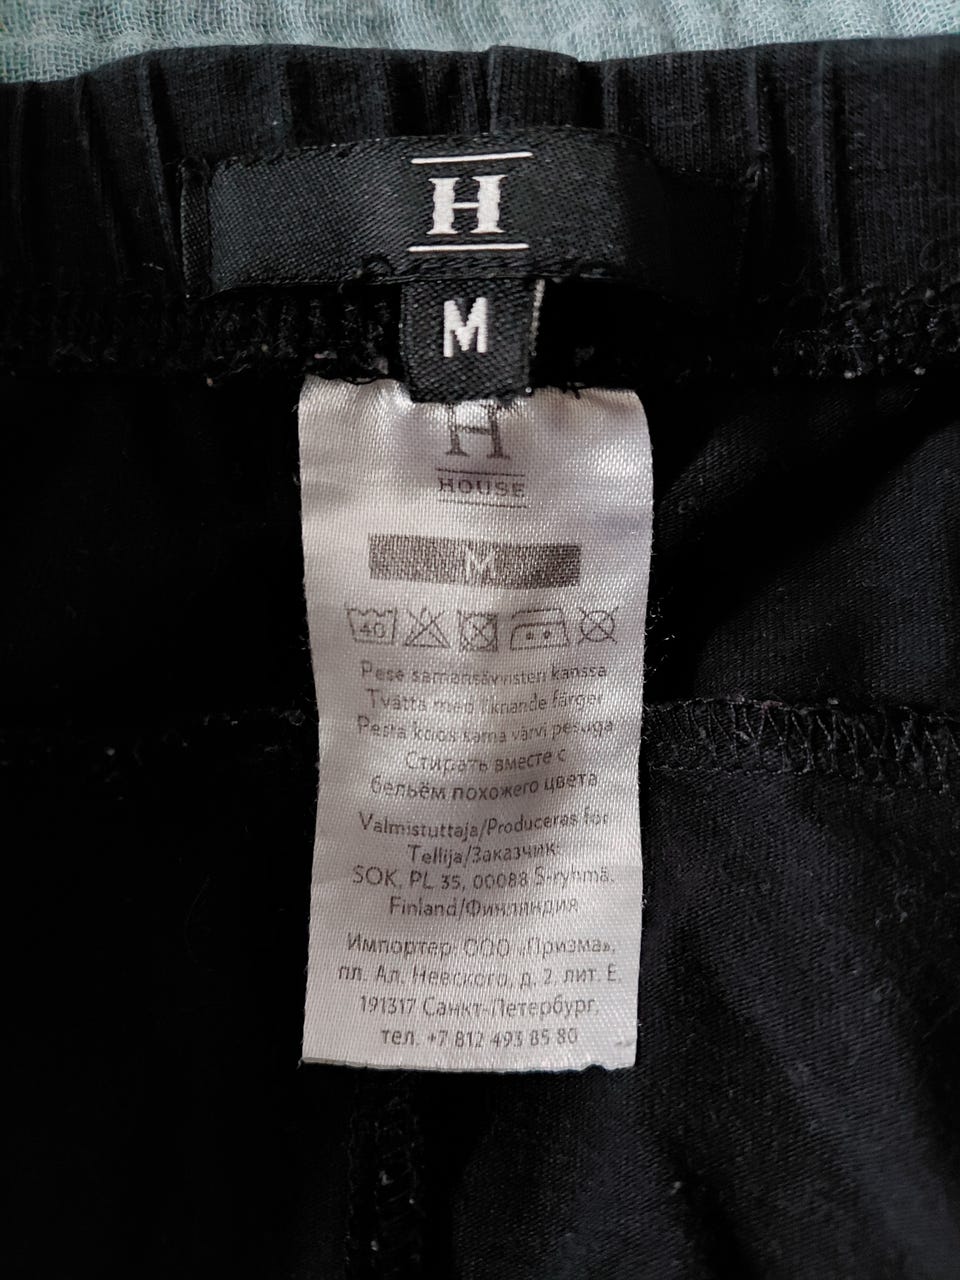 H
M
H
HOUSE
M
40
Pese samansävyisten kanssa
Tvätta med liknande färger
Pesta koos sama värvi pesuga
Стирать вместе с
бельём похожего цвета
Valmistuttaja/Produceras för
Tellija/Заказчик:
SOK, PL 35, 00088 S-ryhmä.
Finland/Финляндия
Импортер: ООО «Призма»,
пл. Ал. Невского, д. 2, лит. Е,
191317 Санкт-Петербург,
тел. +7 812 493 85 80